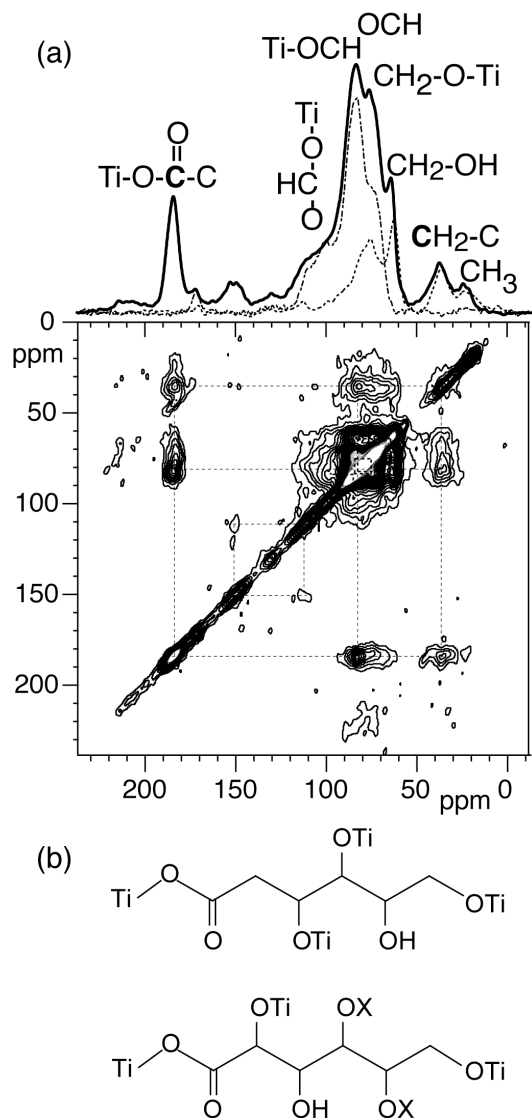 (a)
OCH
Ti-OCH
CH2-O-Ti
Ti
O
HC
O
O
Ti-O-C-C
CH2-OH
CH2-C
CH3
0
ppm
50
100
150
200
200
150
100
50
ppm
0
(b)
OTi
O
Ti
OTi
O
OTi
OH
OTi
OX
O
Ti
OTi
O
OH
OX